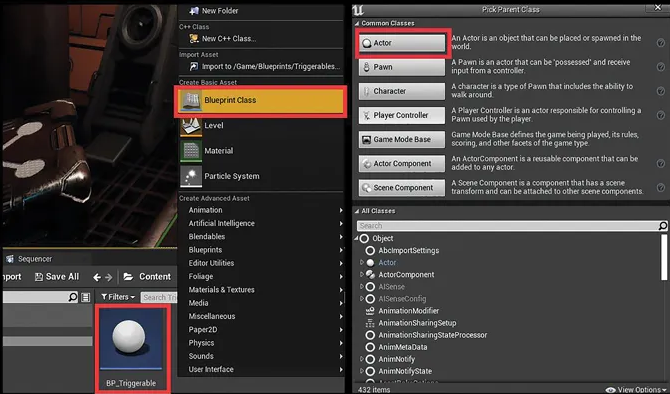 New Folder
C++ Class
New C++ Class...
Import Asset
Import to /Game/Blueprints/Triggerables...
Create Basic Asset
Blueprint Class
Level
Material
Particle System
Create Advanced Asset
Animation
Artificial Intelligence
Blendables
Blueprints
Editor Utilities
Foliage
Materials & Textures
Media
Miscellaneous
Paper2D
Physics
Sounds
User Interface
Sequencer
mport
Save All
Content
Filters
Search Tri
BP_Triggerable
Pick Parent Class
Common Classes
Actor
An Actor is an object that can be placed or spawned in the
world.
Pawn
A Pawn is an actor that can be 'possessed' and receive
input from a controller.
Character
A character is a type of Pawn that includes the ability to
walk around.
Player Controller
A Player Controller is an actor responsible for controlling a
Pawn used by the player.
Game Mode Base
Game Mode Base defines the game being played, its rules,
scoring, and other facets of the game type.
Actor Component
An ActorComponent is a reusable component that can be
added to any actor.
Scene Component
A Scene Component is a component that has a scene
transform and can be attached to other scene components.
All Classes
Search
Object
AbcImportSettings
Actor
ActorComponent
AISense
AISenseConfig
AnimationModifier
AnimationSharingSetup
AnimationSharingStateProcessor
AnimMetaData
AnimNotify
AnimNotifyState
432 items
View Options